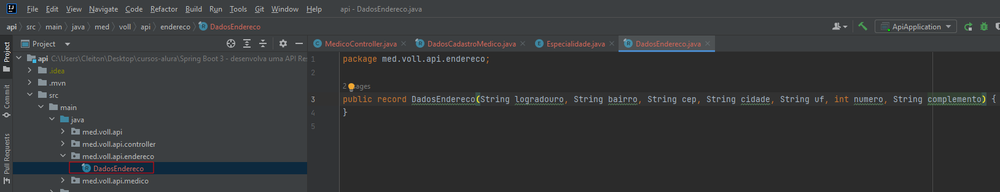 IJ File Edit View Navigate Code Refactor Build Run Tools Git Window Help api - DadosEndereco.java
api src main java med voll api endereco R DadosEndereco ApiApplication
Project
Commit
Pull Requests
Project
api C:\Users\Cleiton\Desktop\cursos-alura\Spring Boot 3 - desenvolva uma API Res
.idea
.mvn
src
main
java
med.voll.api
med.voll.api.controller
med.voll.api.endereco
R DadosEndereco
med.voll.api.medico
C MedicoController.java R DadosCadastroMedico.java E Especialidade.java R DadosEndereco.java
1 package med.voll.api.endereco;
2
3 public record DadosEndereco(String logradouro, String bairro, String cep, String cidade, String uf, int numero, String complemento) {
4 }
5